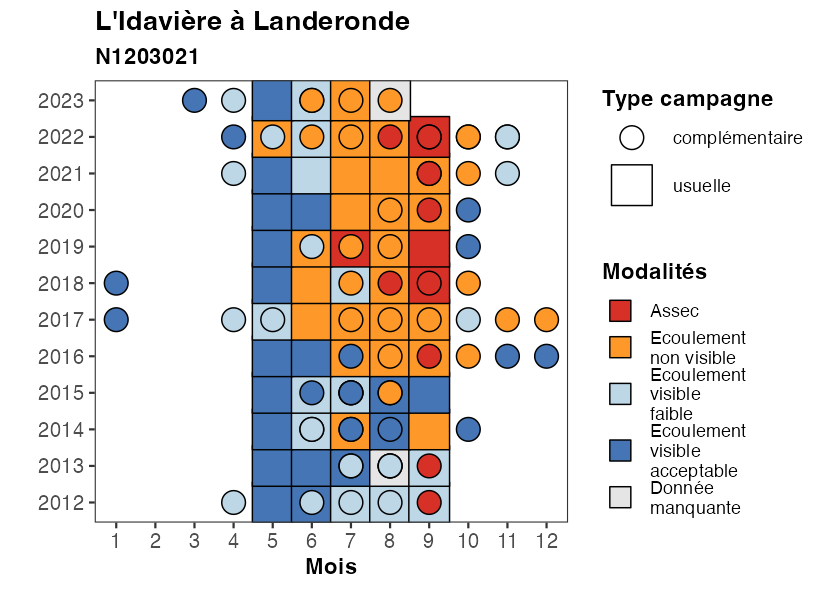 L'Idavière à Landeronde
N1203021
2023
2022
2021
2020
2019
2018
2017
2016
2015
2014
2013
2012
1 2 3 4 5 6 7 8 9 10 11 12
Mois
Type campagne
complémentaire
usuelle
Modalités
Assec
Ecoulement
non visible
Ecoulement
visible
faible
Ecoulement
visible
acceptable
Donnée
manquante